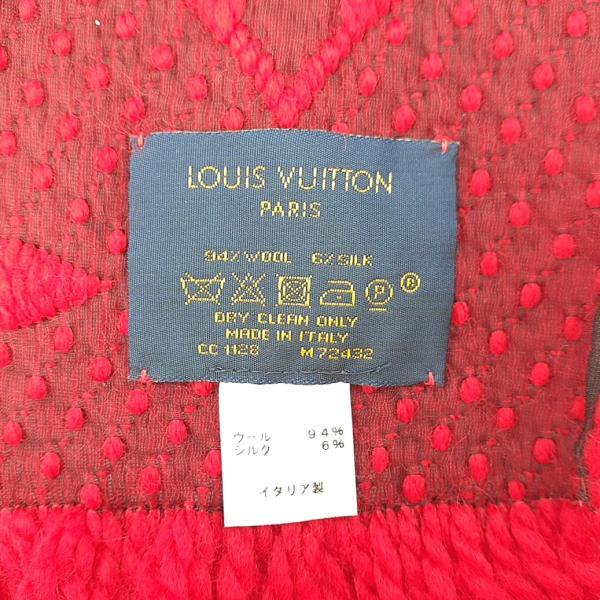 LOUIS VUITTON
PARIS
94% WOOL 6% SILK
P ®
DRY CLEAN ONLY
MADE IN ITALY
CC 1128 M72432
ウール 94%
シルク 6%
イタリア製